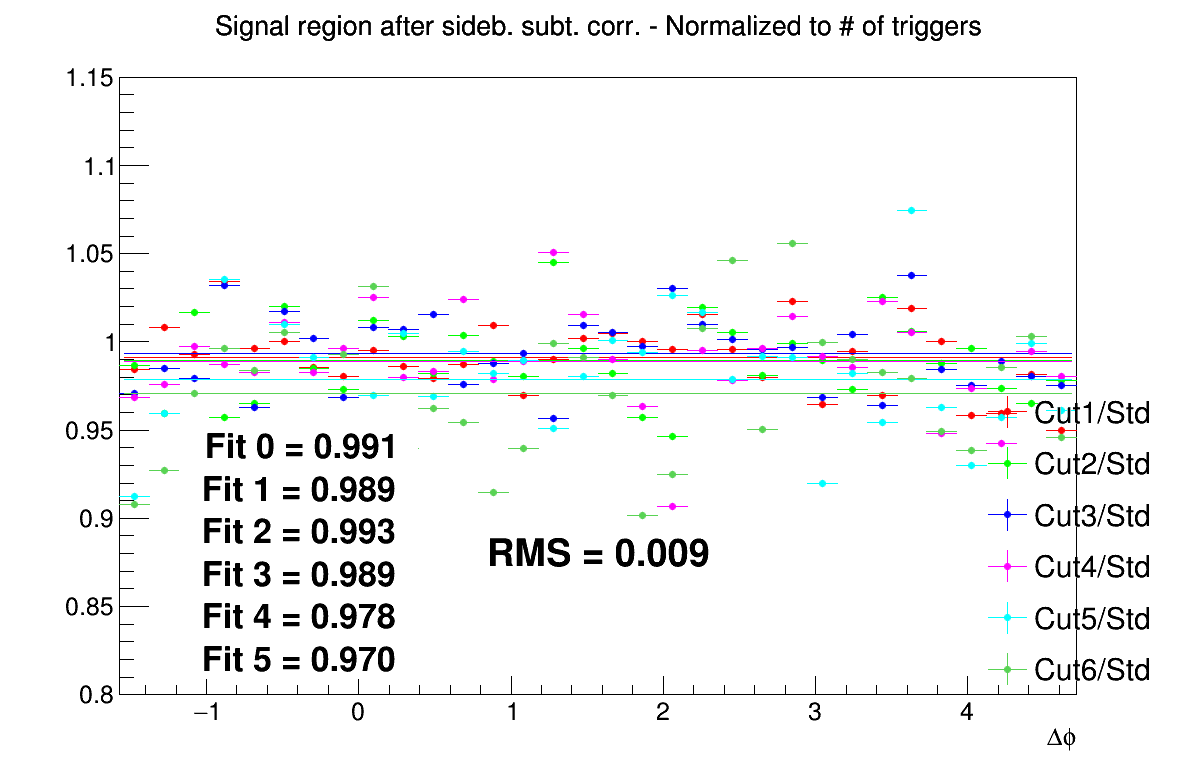 Signal region after sideb. subt. corr. - Normalized to # of triggers
1.15
1.1
1.05
1
0.95
0.9
0.85
0.8
Fit 0 = 0.991
Fit 1 = 0.989
Fit 2 = 0.993
Fit 3 = 0.989
Fit 4 = 0.978
Fit 5 = 0.970
RMS = 0.009
Cut1/Std
Cut2/Std
Cut3/Std
Cut4/Std
Cut5/Std
Cut6/Std
−1 0 1 2 3 4
Δϕ